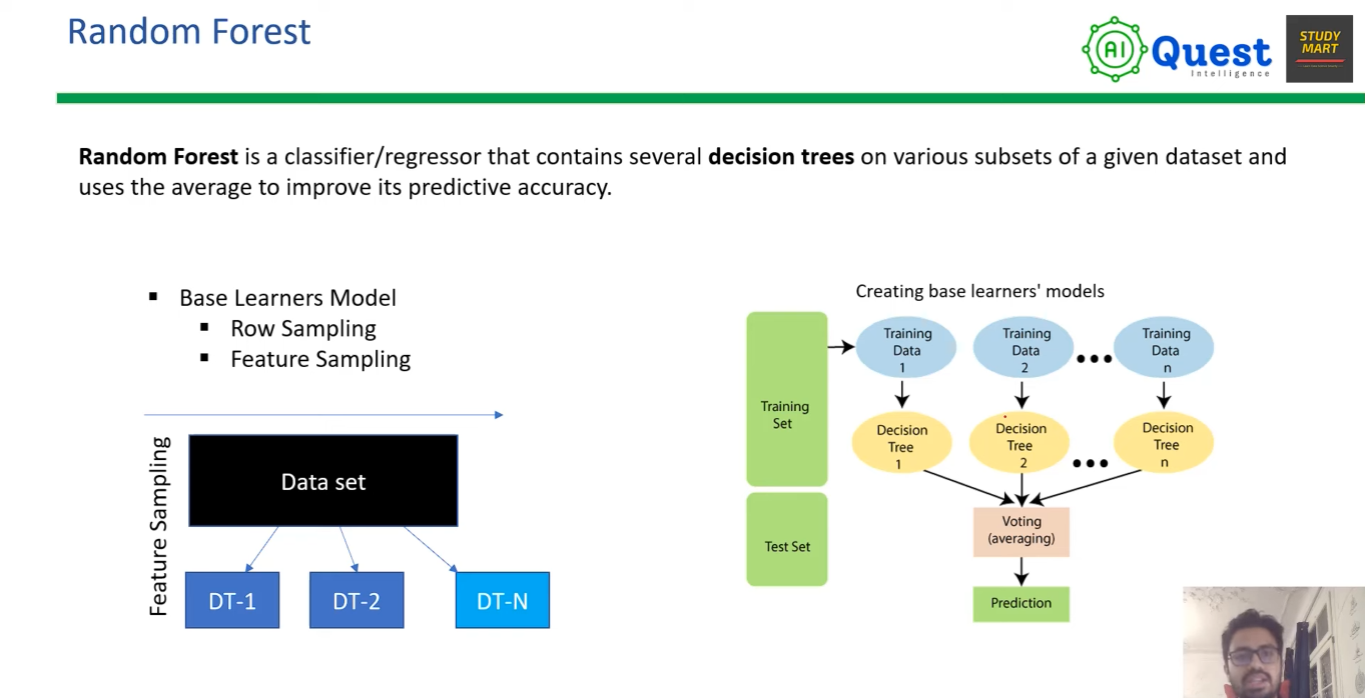 Random Forest
AI Quest
Intelligence
STUDY
MART
Random Forest is a classifier/regressor that contains several decision trees on various subsets of a given dataset and
uses the average to improve its predictive accuracy.
▪ Base Learners Model
▪ Row Sampling
▪ Feature Sampling
Feature Sampling
Data set
DT-1
DT-2
DT-N
Creating base learners' models
Training
Set
Test Set
Training
Data
1
Training
Data
2
Training
Data
n
Decision
Tree
1
Decision
Tree
2
Decision
Tree
n
Voting
(averaging)
Prediction